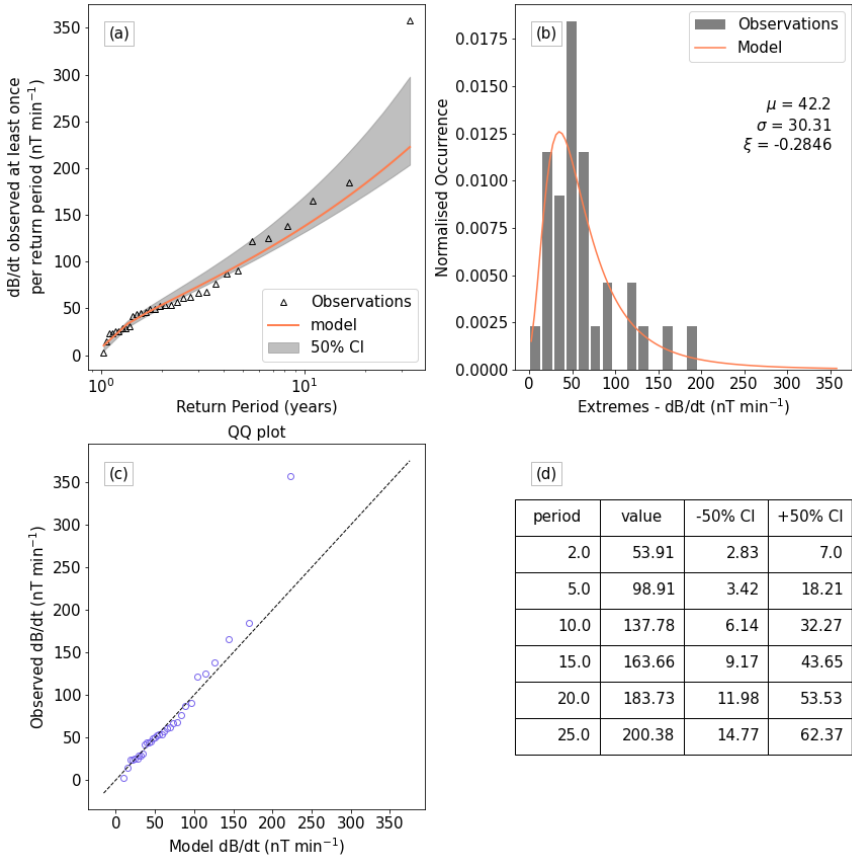 (a)
350
300
250
200
150
100
50
0
dB/dt observed at least once
per return period (nT min⁻¹)
Observations
model
50% CI
10⁰
10¹
Return Period (years)
(b)
Observations
Model
μ = 42.2
σ = 30.31
ξ = -0.2846
0.0175
0.0150
0.0125
0.0100
0.0075
0.0050
0.0025
0.0000
Normalised Occurrence
0 50 100 150 200 250 300 350
Extremes - dB/dt (nT min⁻¹)
QQ plot
(c)
350
300
250
200
150
100
50
0
Observed dB/dt (nT min⁻¹)
0 50 100 150 200 250 300 350
Model dB/dt (nT min⁻¹)
(d)
period value -50% CI +50% CI
2.0 53.91 2.83 7.0
5.0 98.91 3.42 18.21
10.0 137.78 6.14 32.27
15.0 163.66 9.17 43.65
20.0 183.73 11.98 53.53
25.0 200.38 14.77 62.37